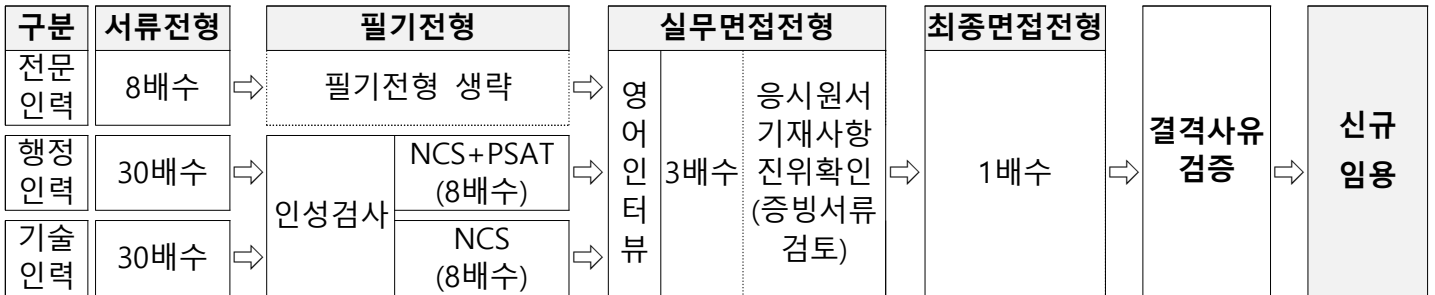 구분 서류전형 필기전형 실무면접전형 최종면접전형
전문
인력
8배수 ⇨ 필기전형 생략 ⇨
행정
인력
30배수 ⇨
기술
인력
30배수 ⇨
인성검사
NCS+PSAT
(8배수) ⇨
NCS
(8배수) ⇨
영
어
인
터
뷰
3배수
응시원서
기재사항
진위확인
(증빙서류
검토)
⇨ 1배수 ⇨
결격사유
검증
⇨
신규
임용